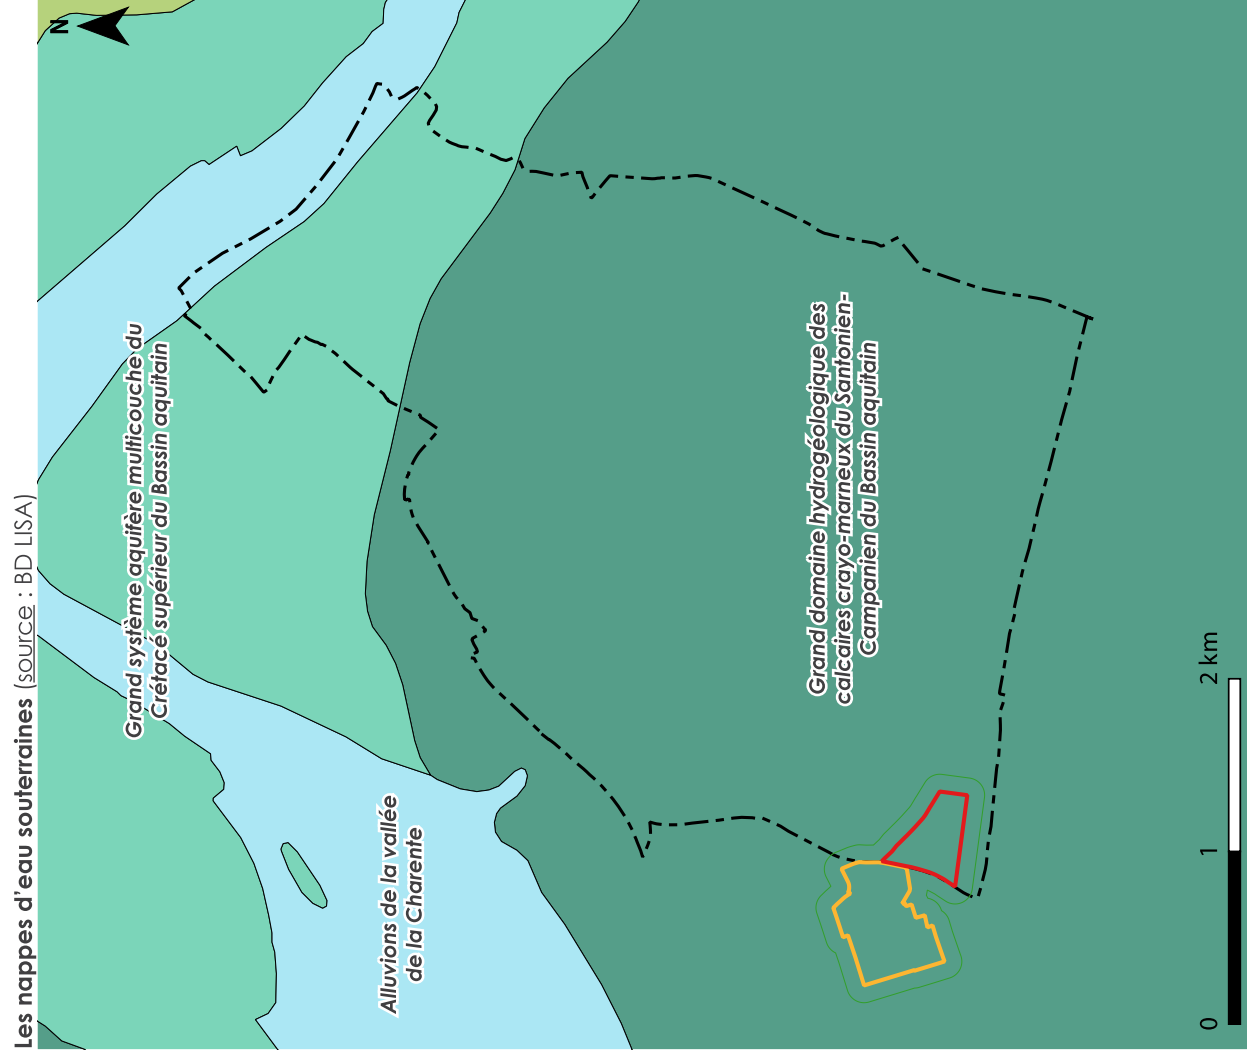 Les nappes d'eau souterraines (source : BD LISA)
N
Grand système aquifère multicouche du
Crétacé supérieur du Bassin aquitain
Alluvions de la vallée
de la Charente
Grand domaine hydrogéologique des
calcaires crayo-marneux du Santonien-
Campanien du Bassin aquitain
0 1 2 km